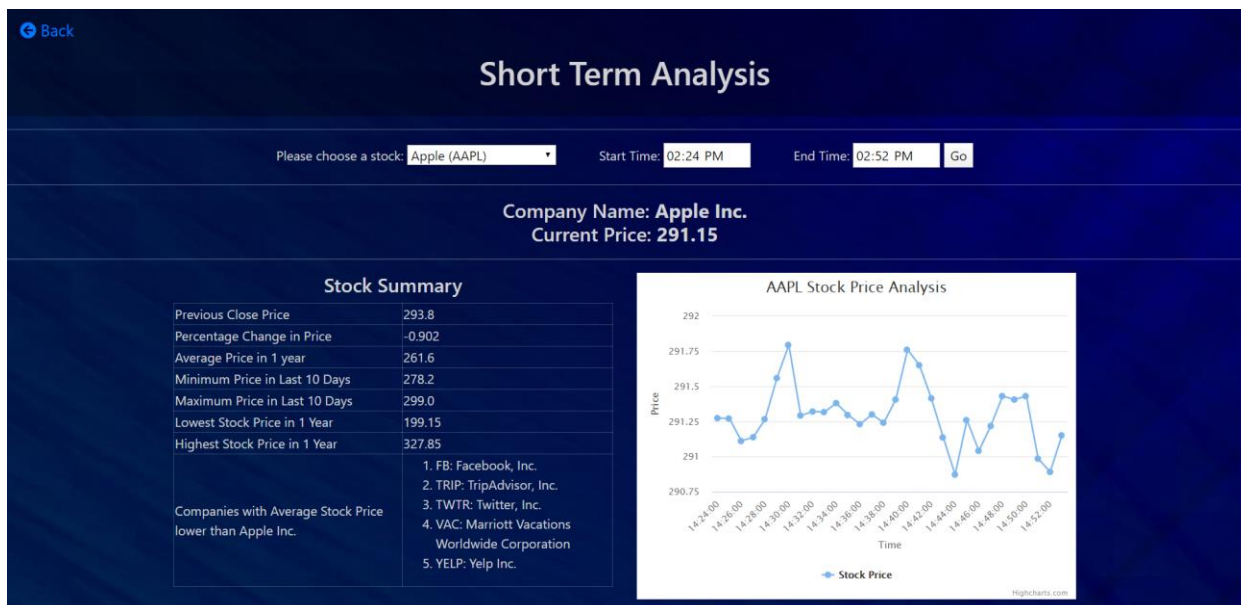 Back
Short Term Analysis
Please choose a stock: Apple (AAPL) Start Time: 02:24 PM End Time: 02:52 PM Go
Company Name: Apple Inc.
Current Price: 291.15
Stock Summary
Previous Close Price 293.8
Percentage Change in Price -0.902
Average Price in 1 year 261.6
Minimum Price in Last 10 Days 278.2
Maximum Price in Last 10 Days 299.0
Lowest Stock Price in 1 Year 199.15
Highest Stock Price in 1 Year 327.85
Companies with Average Stock Price
lower than Apple Inc.
1. FB: Facebook, Inc.
2. TRIP: TripAdvisor, Inc.
3. TWTR: Twitter, Inc.
4. VAC: Marriott Vacations
Worldwide Corporation
5. YELP: Yelp Inc.
AAPL Stock Price Analysis
Price
292
291.75
291.5
291.25
291
290.75
14:24:00 14:26:00 14:28:00 14:30:00 14:32:00 14:34:00 14:36:00 14:38:00 14:40:00 14:42:00 14:44:00 14:46:00 14:48:00 14:50:00 14:52:00
Time
Stock Price
Highcharts.com